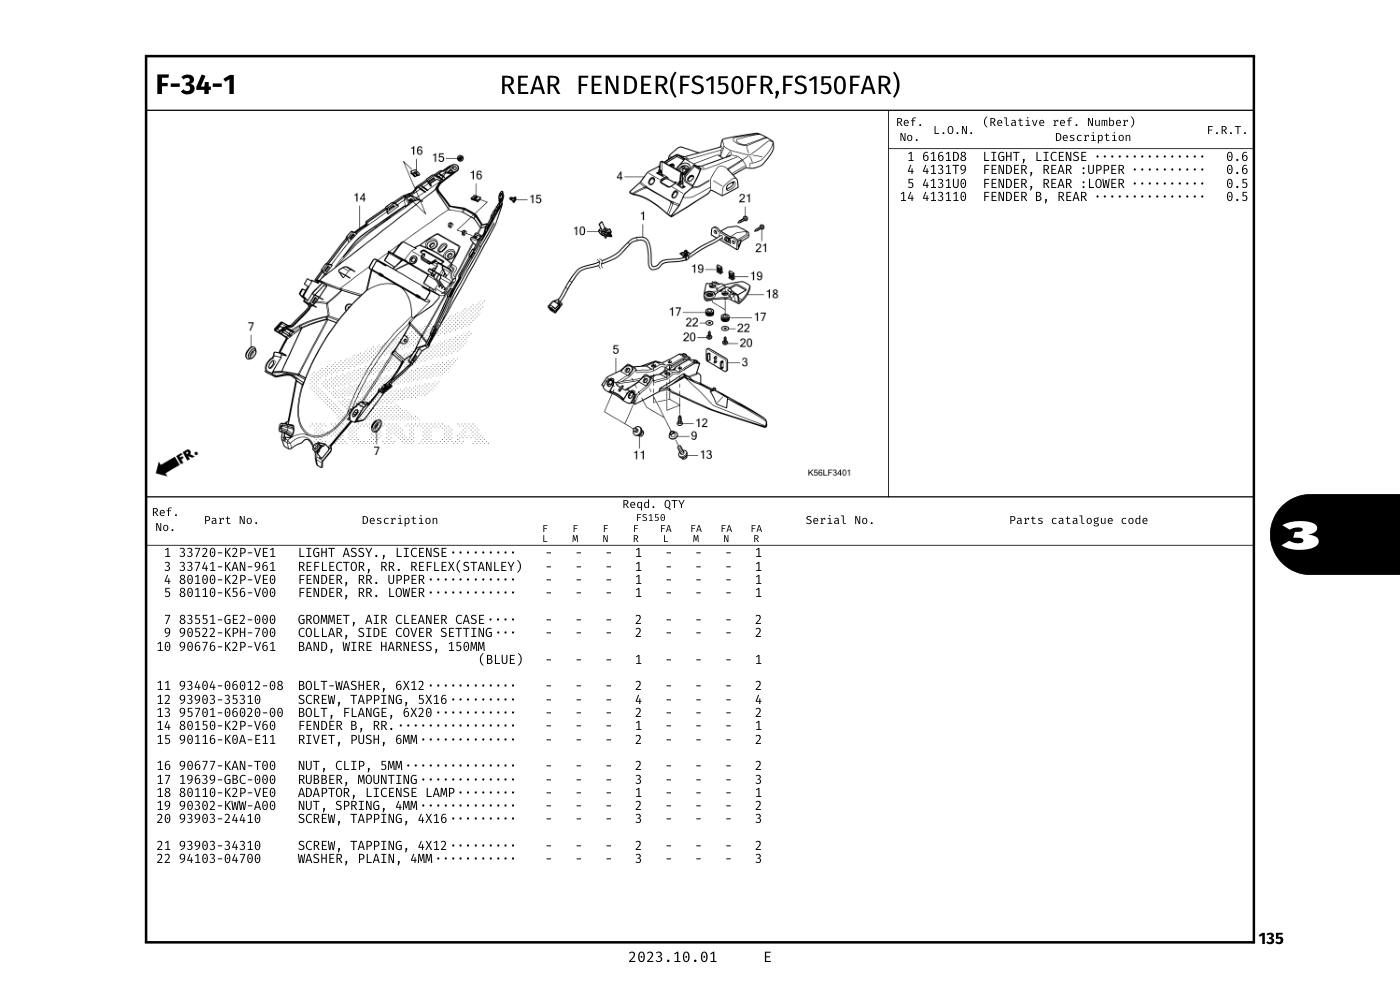 F-34-1
REAR FENDER(FS150FR,FS150FAR)
Ref. No. L.O.N. (Relative ref. Number) Description F.R.T.
1 6161D8 LIGHT, LICENSE ··············· 0.6
4 4131T9 FENDER, REAR :UPPER ·········· 0.6
5 4131U0 FENDER, REAR :LOWER ·········· 0.5
14 413110 FENDER B, REAR ··············· 0.5
16
15
16
15
14
4
21
1
10
21
19
19
18
17
17
22
22
20
20
7
5
3
12
9
7
11
13
HONDA
FR.
K56LF3401
Ref. No. Part No. Description Reqd. QTY Serial No. Parts catalogue code
FS150
F F F F FA FA FA FA
L M N R L M N R
1 33720-K2P-VE1 LIGHT ASSY., LICENSE········· - - - 1 - - - 1
3 33741-KAN-961 REFLECTOR, RR. REFLEX(STANLEY) - - - 1 - - - 1
4 80100-K2P-VE0 FENDER, RR. UPPER············ - - - 1 - - - 1
5 80110-K56-V00 FENDER, RR. LOWER············ - - - 1 - - - 1
7 83551-GE2-000 GROMMET, AIR CLEANER CASE···· - - - 2 - - - 2
9 90522-KPH-700 COLLAR, SIDE COVER SETTING··· - - - 2 - - - 2
10 90676-K2P-V61 BAND, WIRE HARNESS, 150MM
(BLUE) - - - 1 - - - 1
11 93404-06012-08 BOLT-WASHER, 6X12············ - - - 2 - - - 2
12 93903-35310 SCREW, TAPPING, 5X16········· - - - 4 - - - 4
13 95701-06020-00 BOLT, FLANGE, 6X20··········· - - - 2 - - - 2
14 80150-K2P-V60 FENDER B, RR.················ - - - 1 - - - 1
15 90116-K0A-E11 RIVET, PUSH, 6MM············· - - - 2 - - - 2
16 90677-KAN-T00 NUT, CLIP, 5MM··············· - - - 2 - - - 2
17 19639-GBC-000 RUBBER, MOUNTING············· - - - 3 - - - 3
18 80110-K2P-VE0 ADAPTOR, LICENSE LAMP········ - - - 1 - - - 1
19 90302-KWW-A00 NUT, SPRING, 4MM············· - - - 2 - - - 2
20 93903-24410 SCREW, TAPPING, 4X16········· - - - 3 - - - 3
21 93903-34310 SCREW, TAPPING, 4X12········· - - - 2 - - - 2
22 94103-04700 WASHER, PLAIN, 4MM··········· - - - 3 - - - 3
3
135
2023.10.01 E